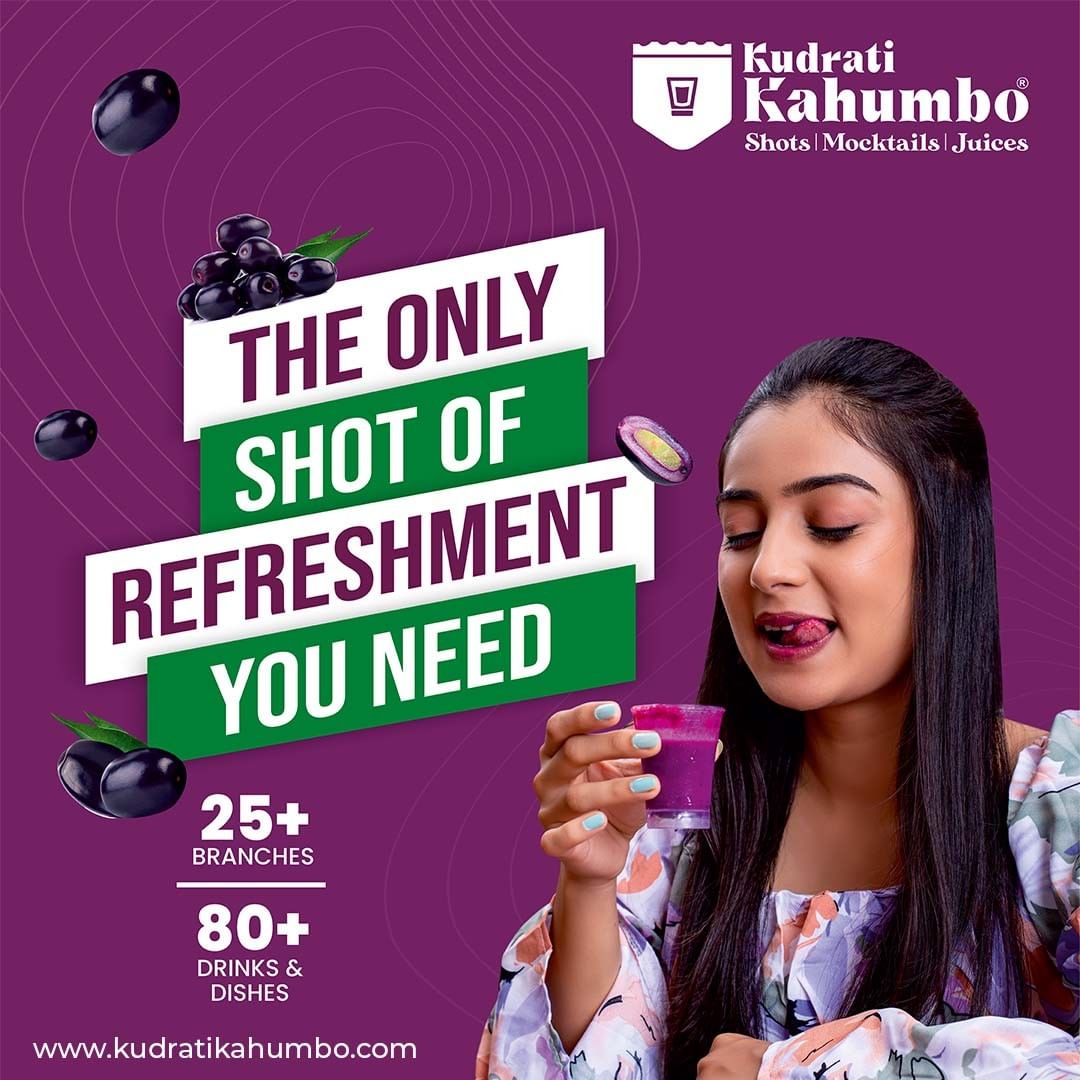 Kudrati
Kahumbo®
Shots | Mocktails | Juices
THE ONLY
SHOT OF
REFRESHMENT
YOU NEED
25+
BRANCHES
80+
DRINKS &
DISHES
www.kudratikahumbo.com